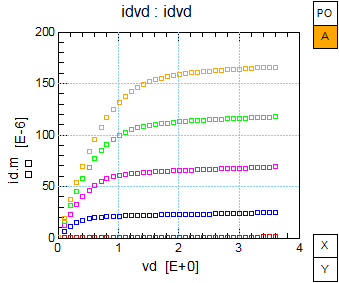 idvd : idvd
PO
A
200
150
100
50
0
id.m [E-6]
0 1 2 3 4
vd [E+0]
X
Y